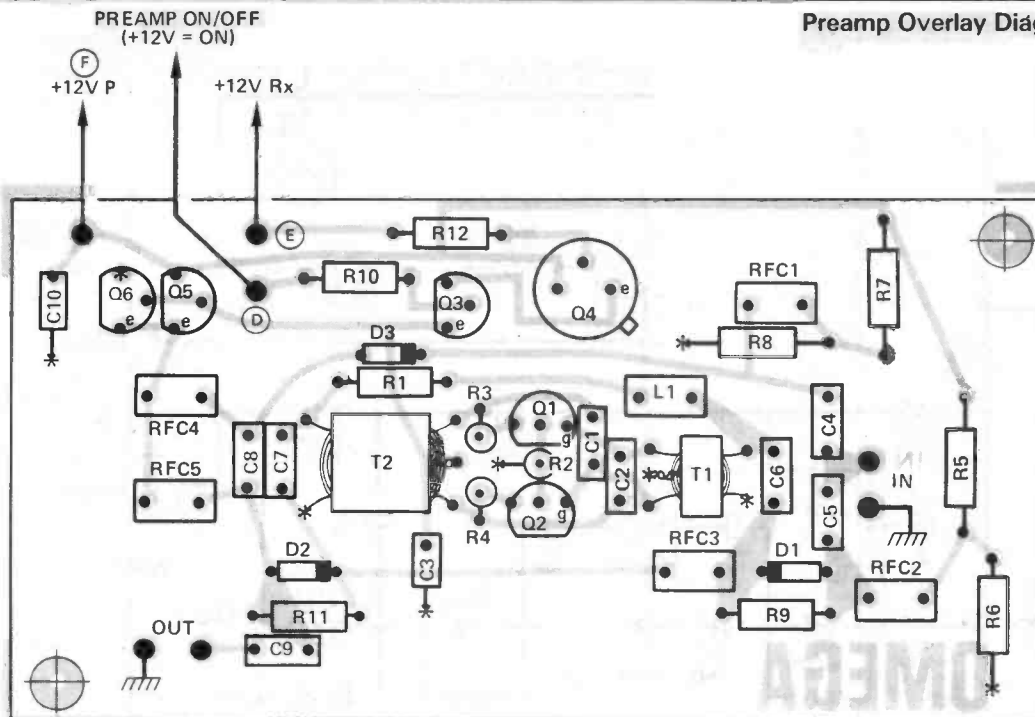 PREAMP ON/OFF
(+12V = ON)
Preamp Overlay Diag
F
+12V P
+12V Rx
E
R12
C10
Q6
e
Q5
e
D
R10
Q3
e
Q4
e
RFC1
R7
R8
D3
R1
R3
Q1
g
C1
L1
C4
RFC4
C8
C7
T2
R2
C2
T1
C6
IN
IN
R5
RFC5
Q2
g
R4
C5
D2
C3
RFC3
D1
RFC2
R11
R9
R6
OUT
C9
OMEGA